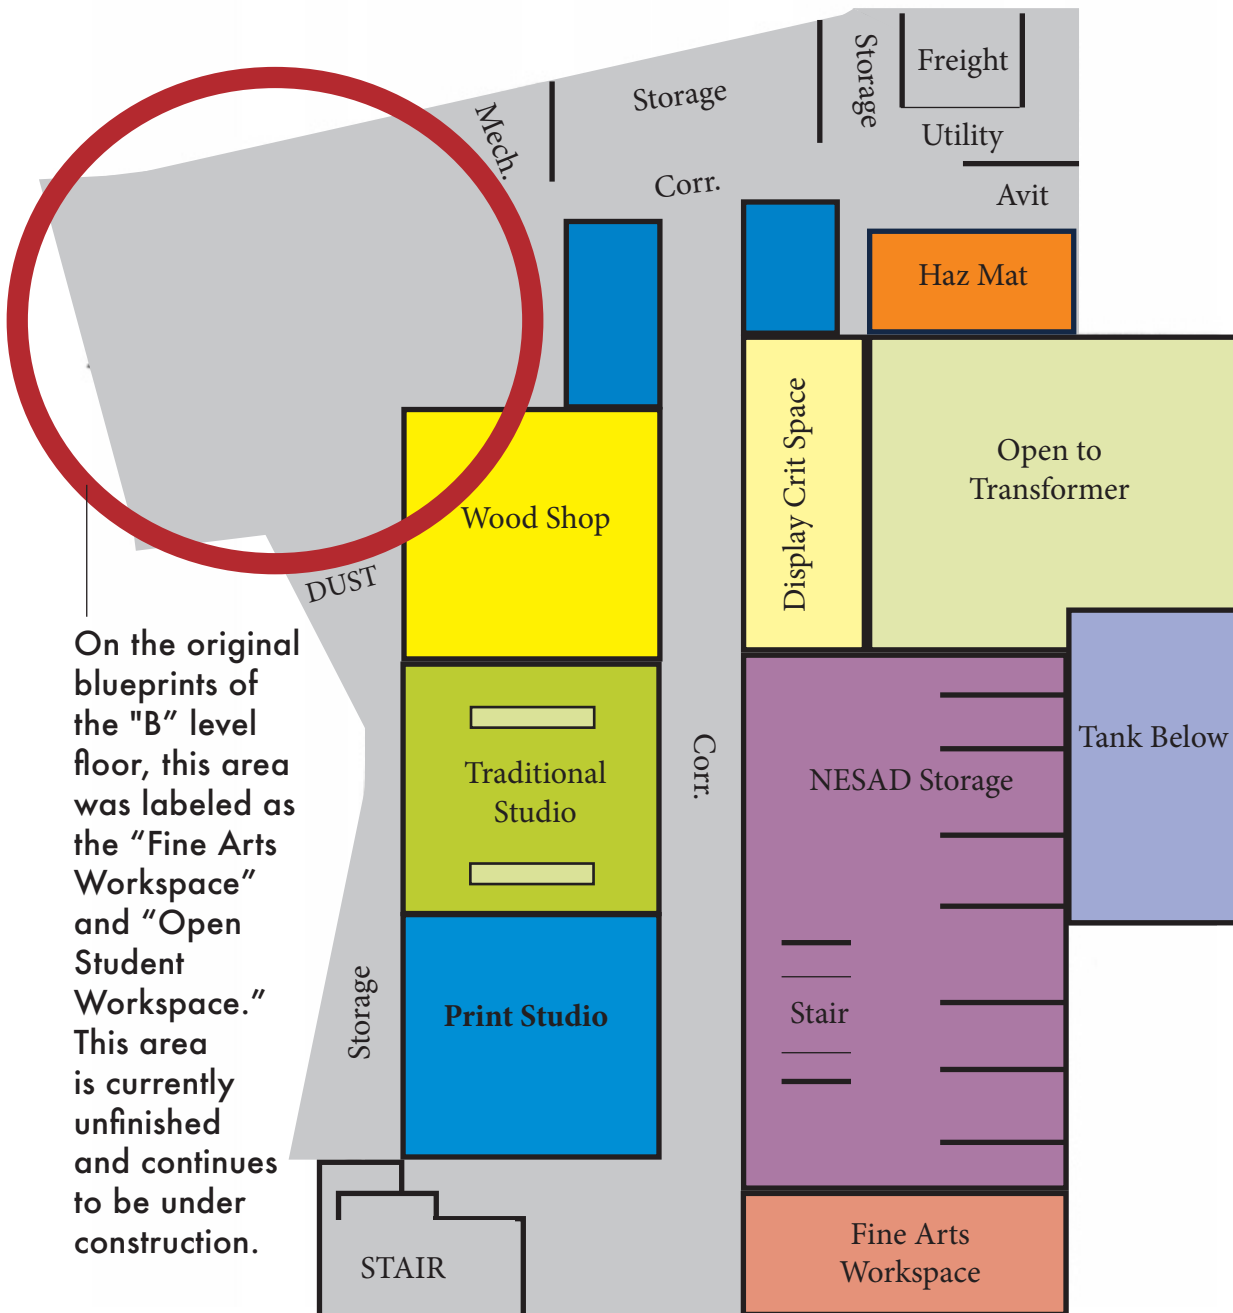 Storage
Storage
Freight
Utility
Mech.
Corr.
Avit
Haz Mat
Display Crit Space
Open to
Transformer
Wood Shop
DUST
On the original
blueprints of
the "B” level
floor, this area
was labeled as
the “Fine Arts
Workspace”
and “Open
Student
Workspace.”
This area
is currently
unfinished
and continues
to be under
construction.
Traditional
Studio
Corr.
NESAD Storage
Tank Below
Storage
Print Studio
Stair
STAIR
Fine Arts
Workspace